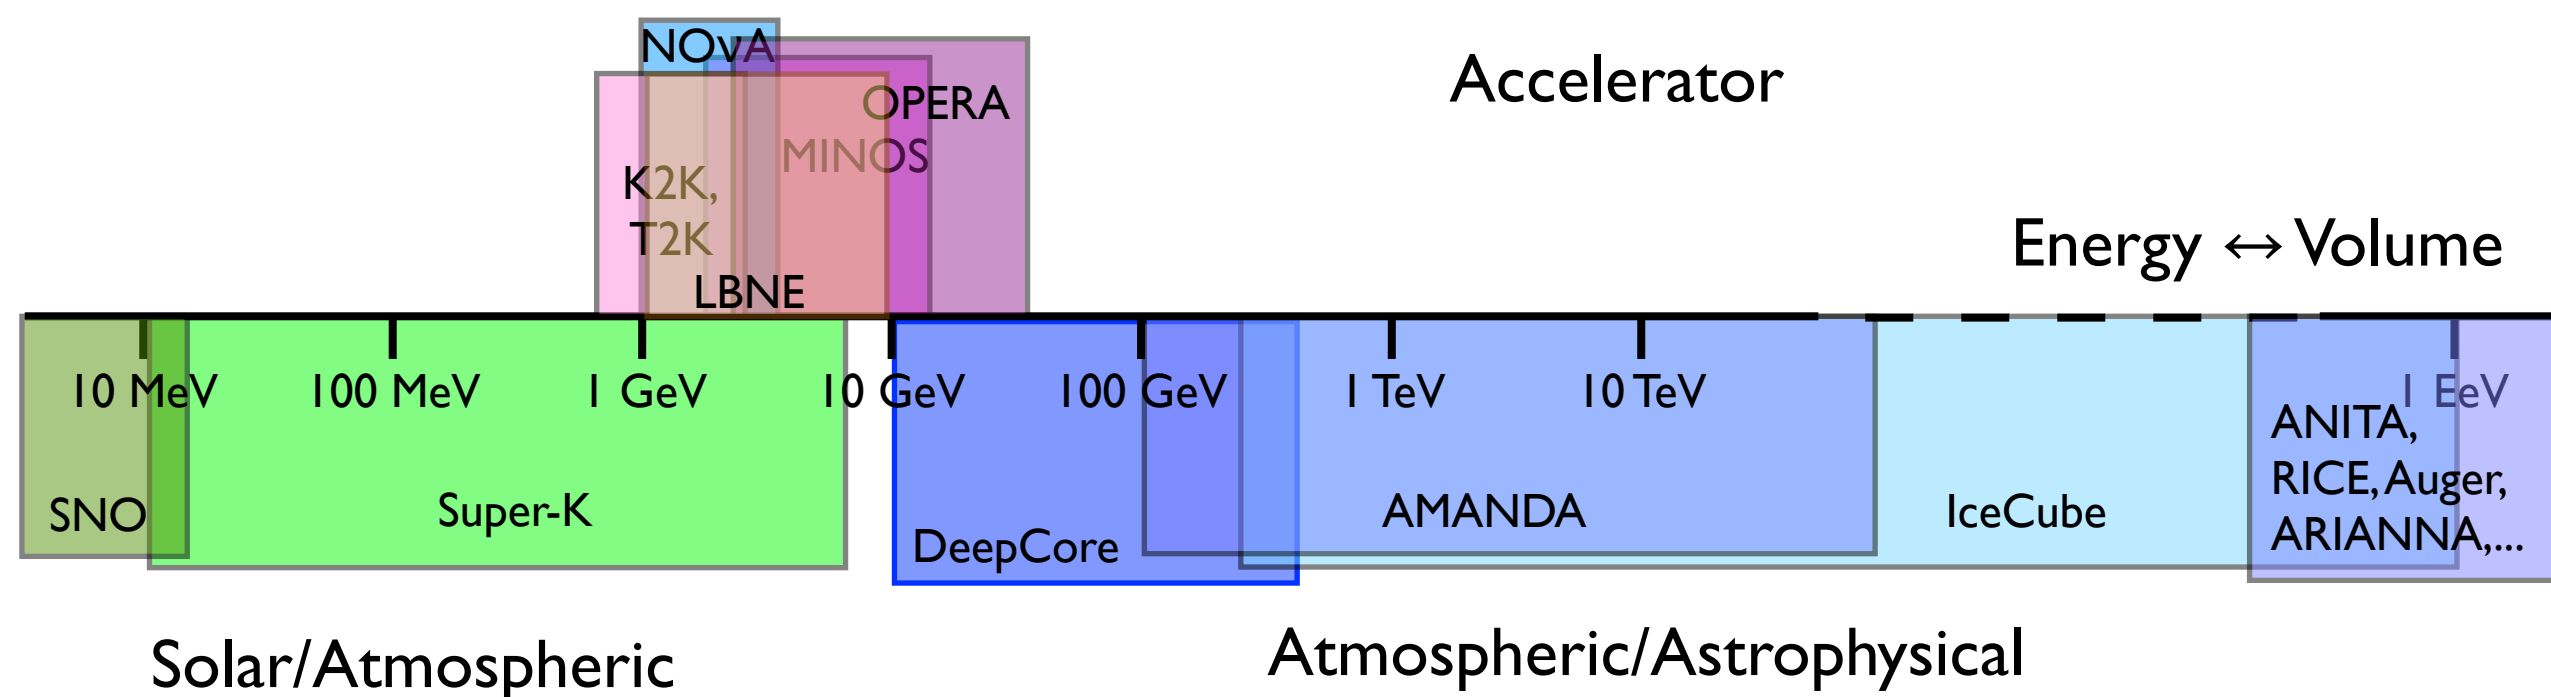 NOνA
Accelerator
OPERA
MINOS
K2K,
T2K
Energy ↔ Volume
LBNE
10 MeV 100 MeV 1 GeV 10 GeV 100 GeV 1 TeV 10 TeV 1 EeV
ANITA,
RICE, Auger,
ARIANNA,...
SNO
Super-K
DeepCore
AMANDA
IceCube
Solar/Atmospheric
Atmospheric/Astrophysical